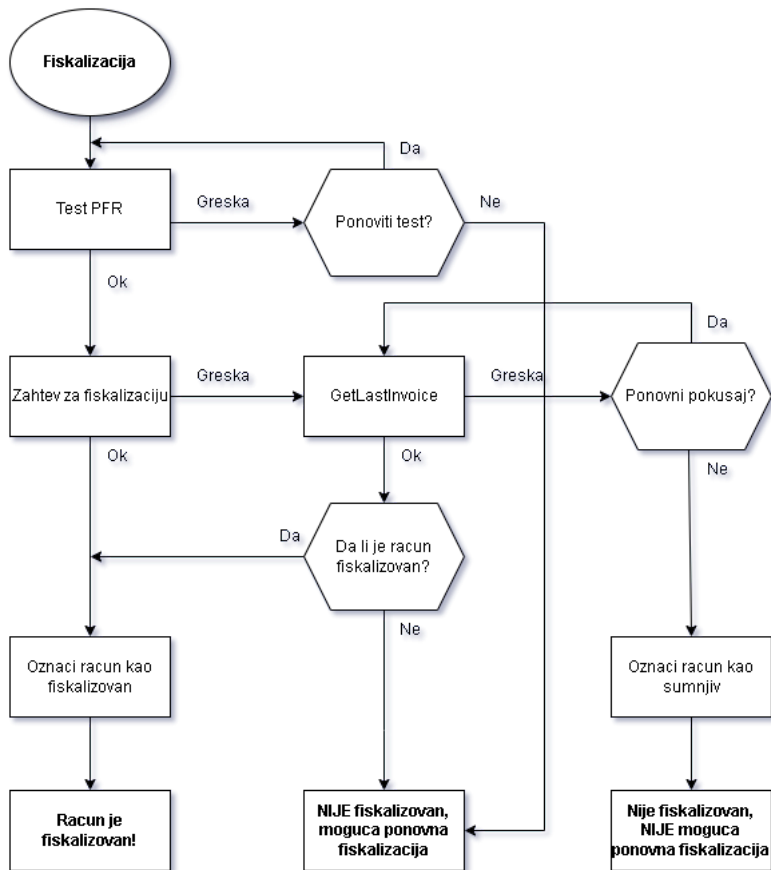 Fiskalizacija
Da
Test PFR
Greska
Ponoviti test?
Ne
Ok
Da
Zahtev za fiskalizaciju
Greska
GetLastInvoice
Greska
Ponovni pokusaj?
Ok
Ok
Ne
Da
Da li je racun
fiskalizovan?
Ne
Oznaci racun kao
fiskalizovan
Oznaci racun kao
sumnjiv
Racun je
fiskalizovan!
NIJE fiskalizovan,
moguca ponovna
fiskalizacija
Nije fiskalizovan,
NIJE moguca
ponovna fiskalizacija